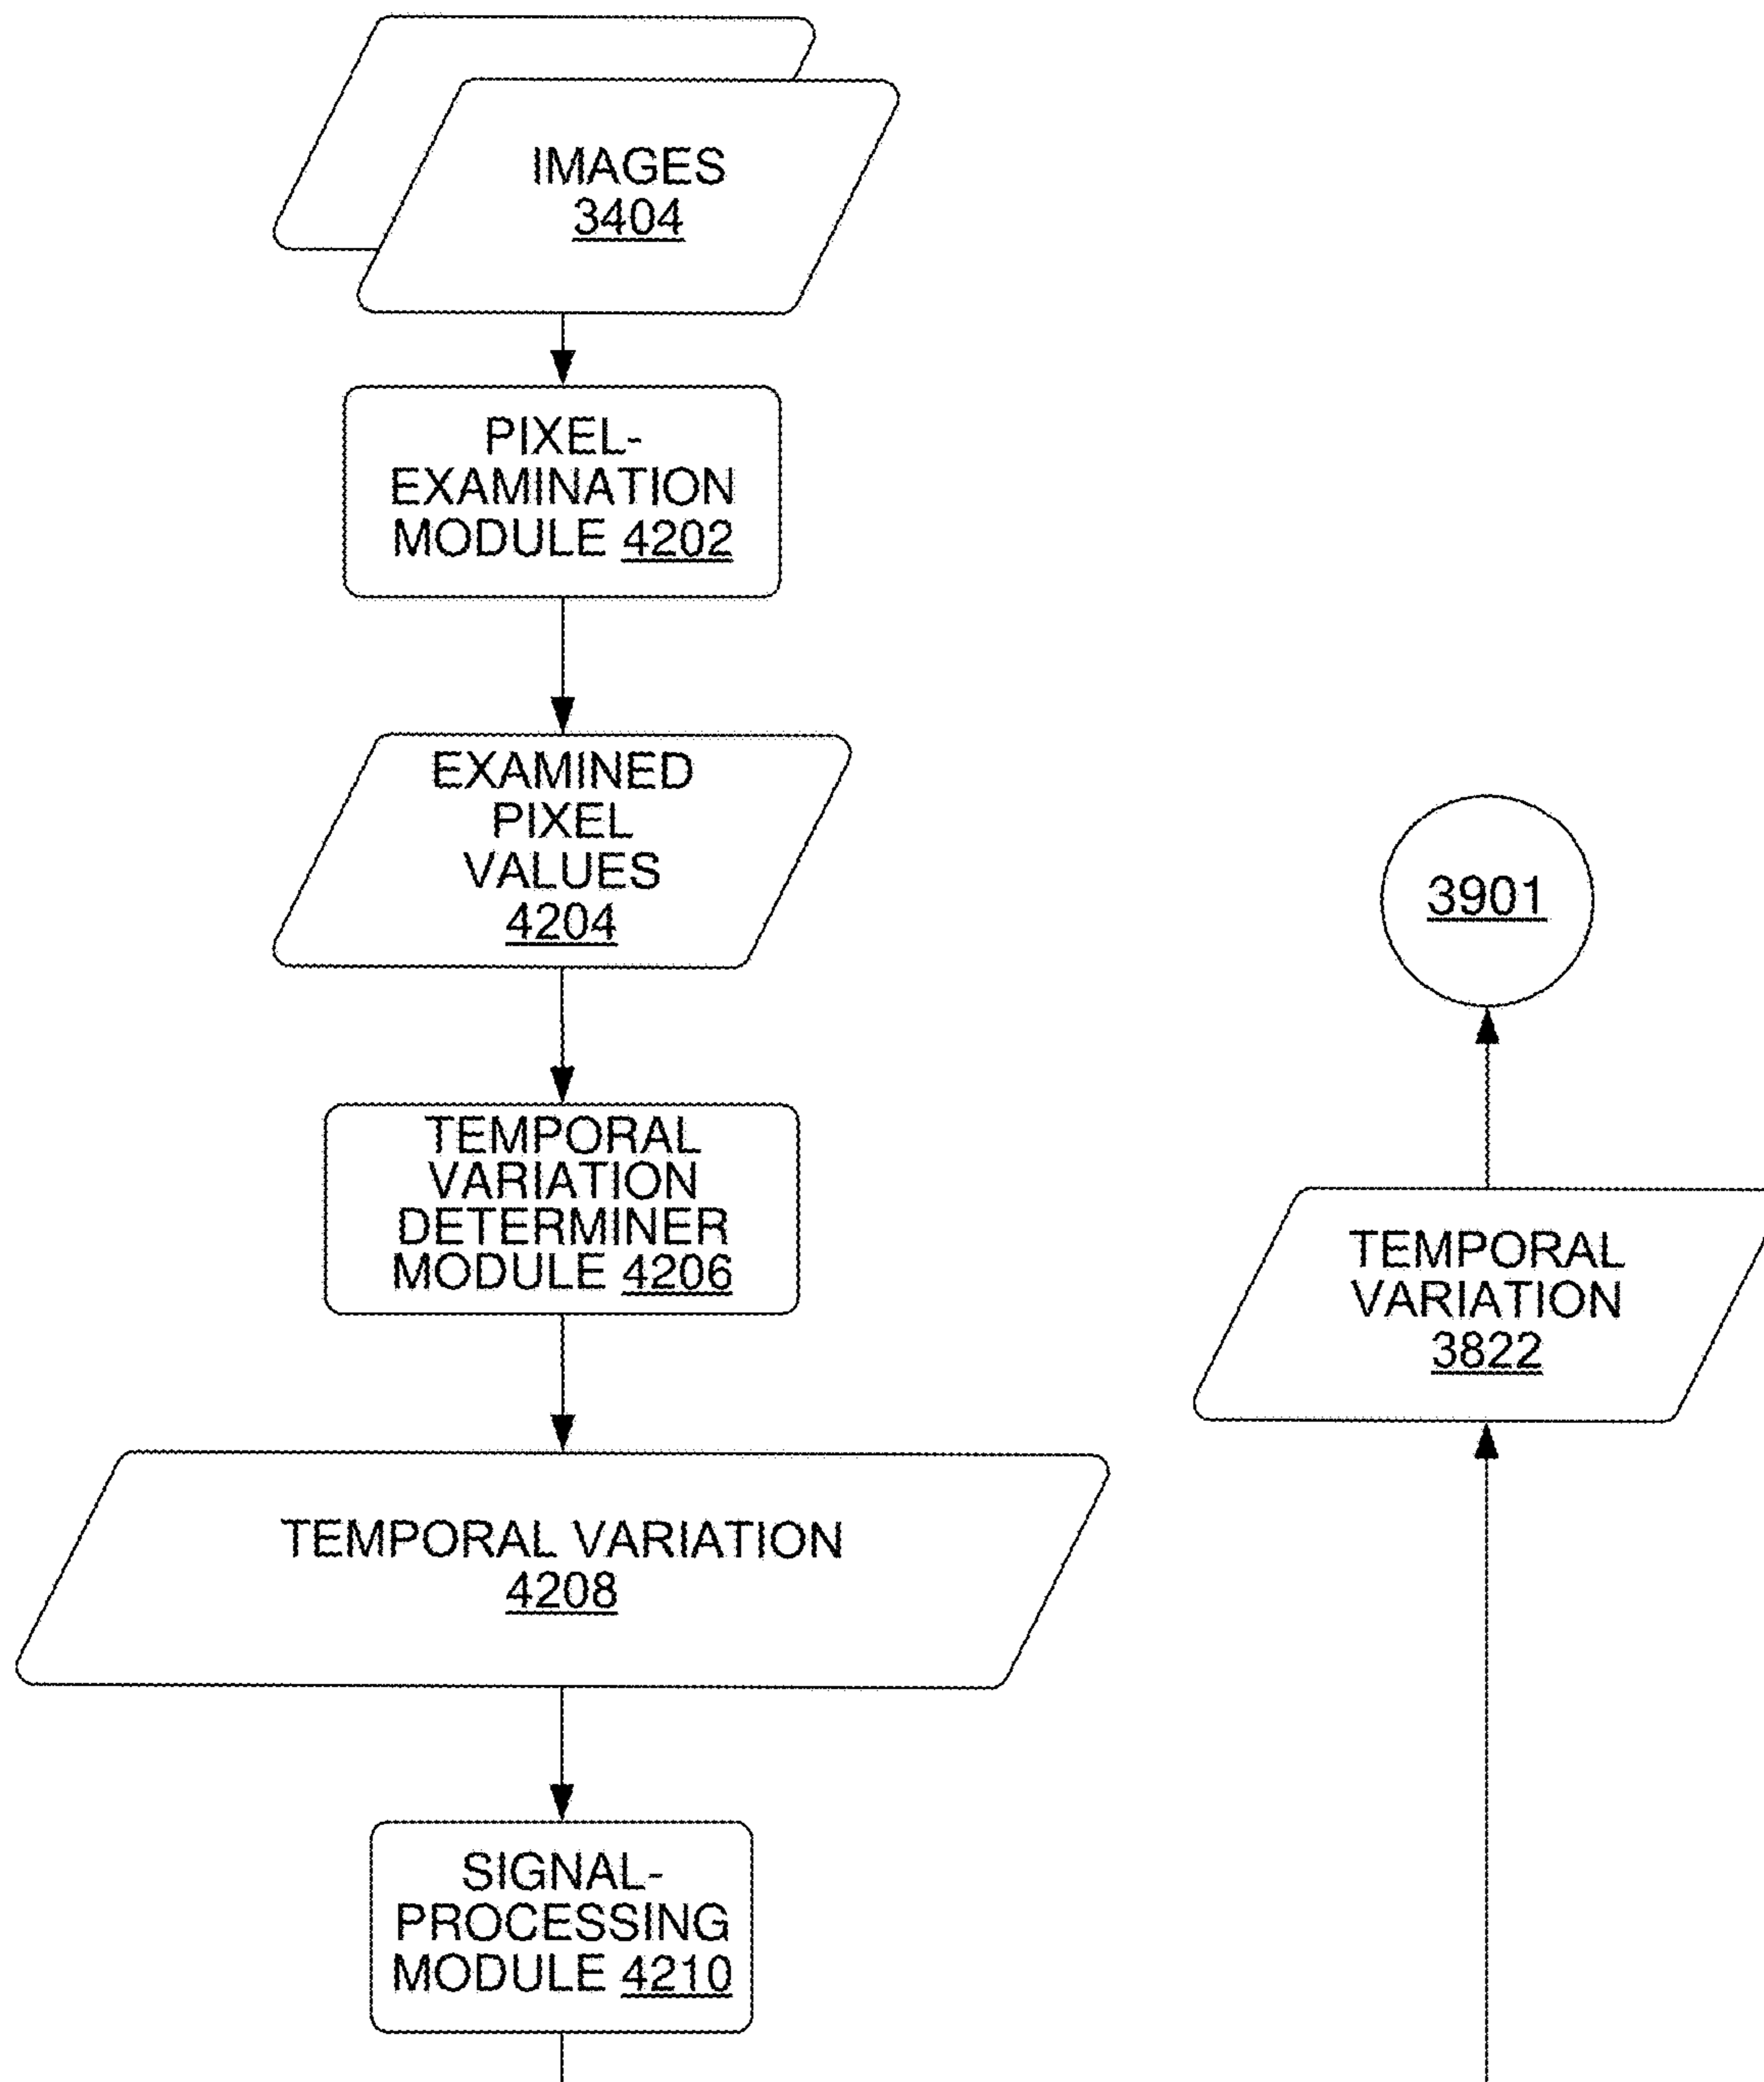 IMAGES
3404
PIXEL-
EXAMINATION
MODULE 4202
EXAMINED
PIXEL
VALUES
4204
TEMPORAL
VARIATION
DETERMINER
MODULE 4206
TEMPORAL VARIATION
4208
SIGNAL-
PROCESSING
MODULE 4210
3901
TEMPORAL
VARIATION
3822